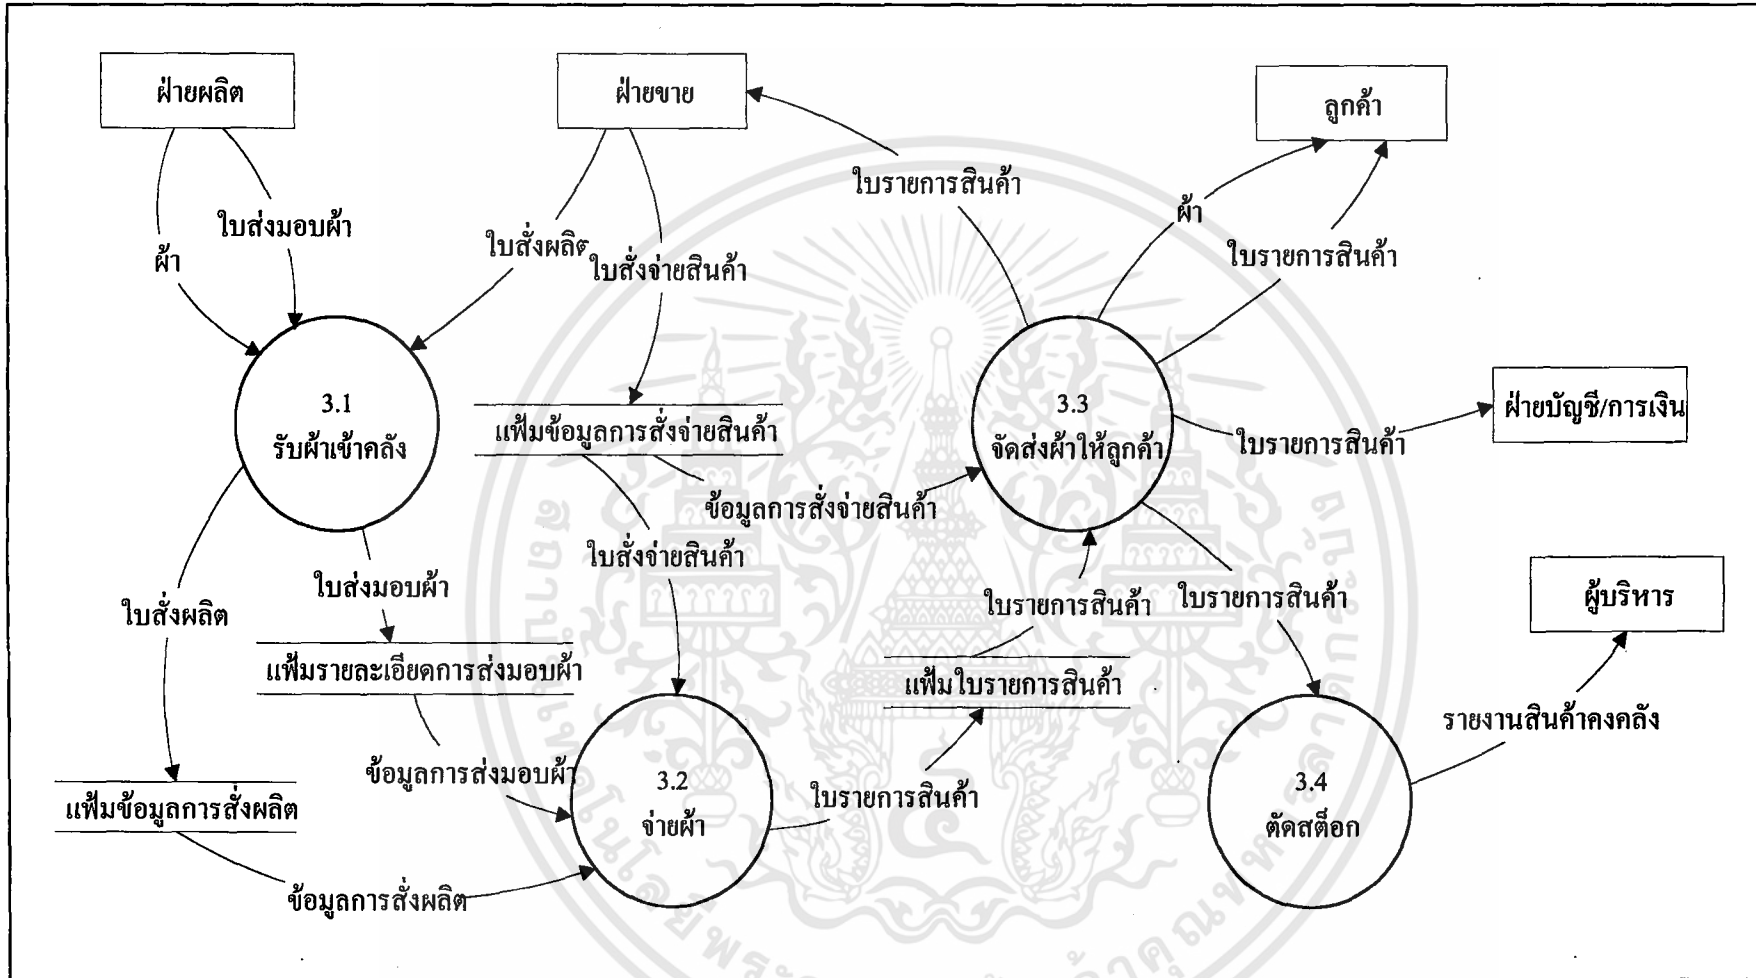 ฝ่ายผลิต
ฝ่ายขาย
ลูกค้า
ใบรายการสินค้า
ผ้า
ใบส่งมอบผ้า
ใบสั่งผลิต
ใบรายการสินค้า
ผ้า
ใบสั่งจ่ายสินค้า
3.1
รับผ้าเข้าคลัง
แฟ้มข้อมูลการสั่งจ่ายสินค้า
3.3
จัดส่งผ้าให้ลูกค้า
ฝ่ายบัญชี/การเงิน
ใบรายการสินค้า
ข้อมูลการสั่งจ่ายสินค้า
ใบสั่งจ่ายสินค้า
ใบส่งมอบผ้า
ใบสั่งผลิต
ใบรายการสินค้า
ใบรายการสินค้า
ผู้บริหาร
แฟ้มรายละเอียดการส่งมอบผ้า
แฟ้มใบรายการสินค้า
รายงานสินค้าคงคลัง
ข้อมูลการส่งมอบผ้า
3.2
จ่ายผ้า
ใบรายการสินค้า
3.4
ตัดสต็อก
แฟ้มข้อมูลการสั่งผลิต
ข้อมูลการสั่งผลิต